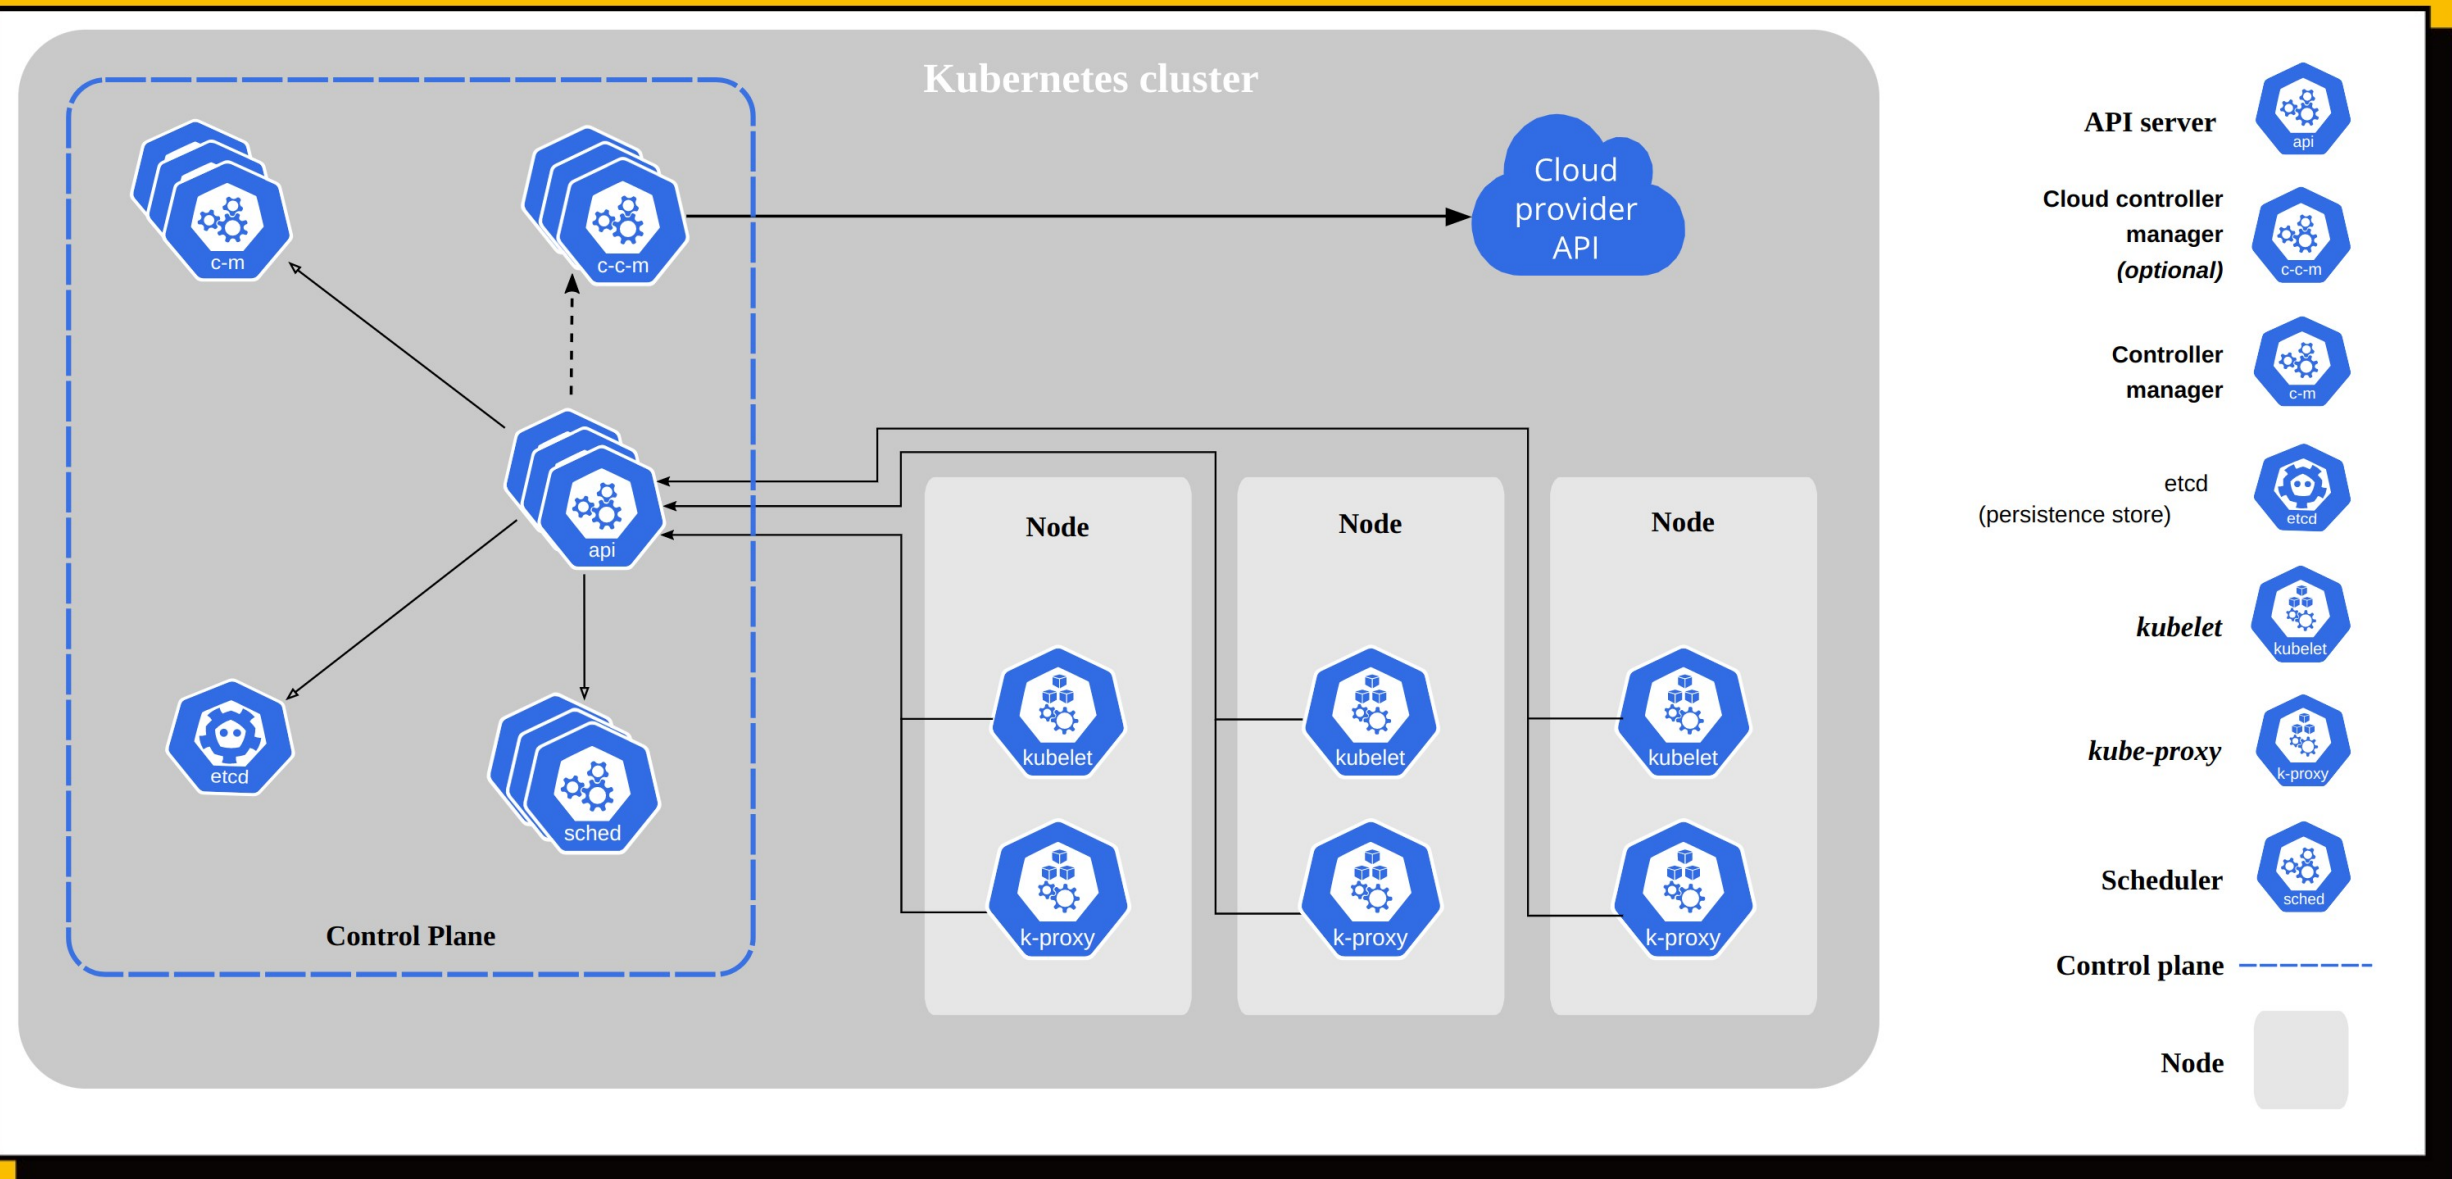 Kubernetes cluster
c-m
c-c-m
Cloud
provider
API
api
etcd
sched
Control Plane
Node
kubelet
k-proxy
Node
kubelet
k-proxy
Node
kubelet
k-proxy
API server
api
Cloud controller
manager
(optional)
c-c-m
Controller
manager
c-m
etcd
(persistence store)
etcd
kubelet
kubelet
kube-proxy
k-proxy
Scheduler
sched
Control plane
Node